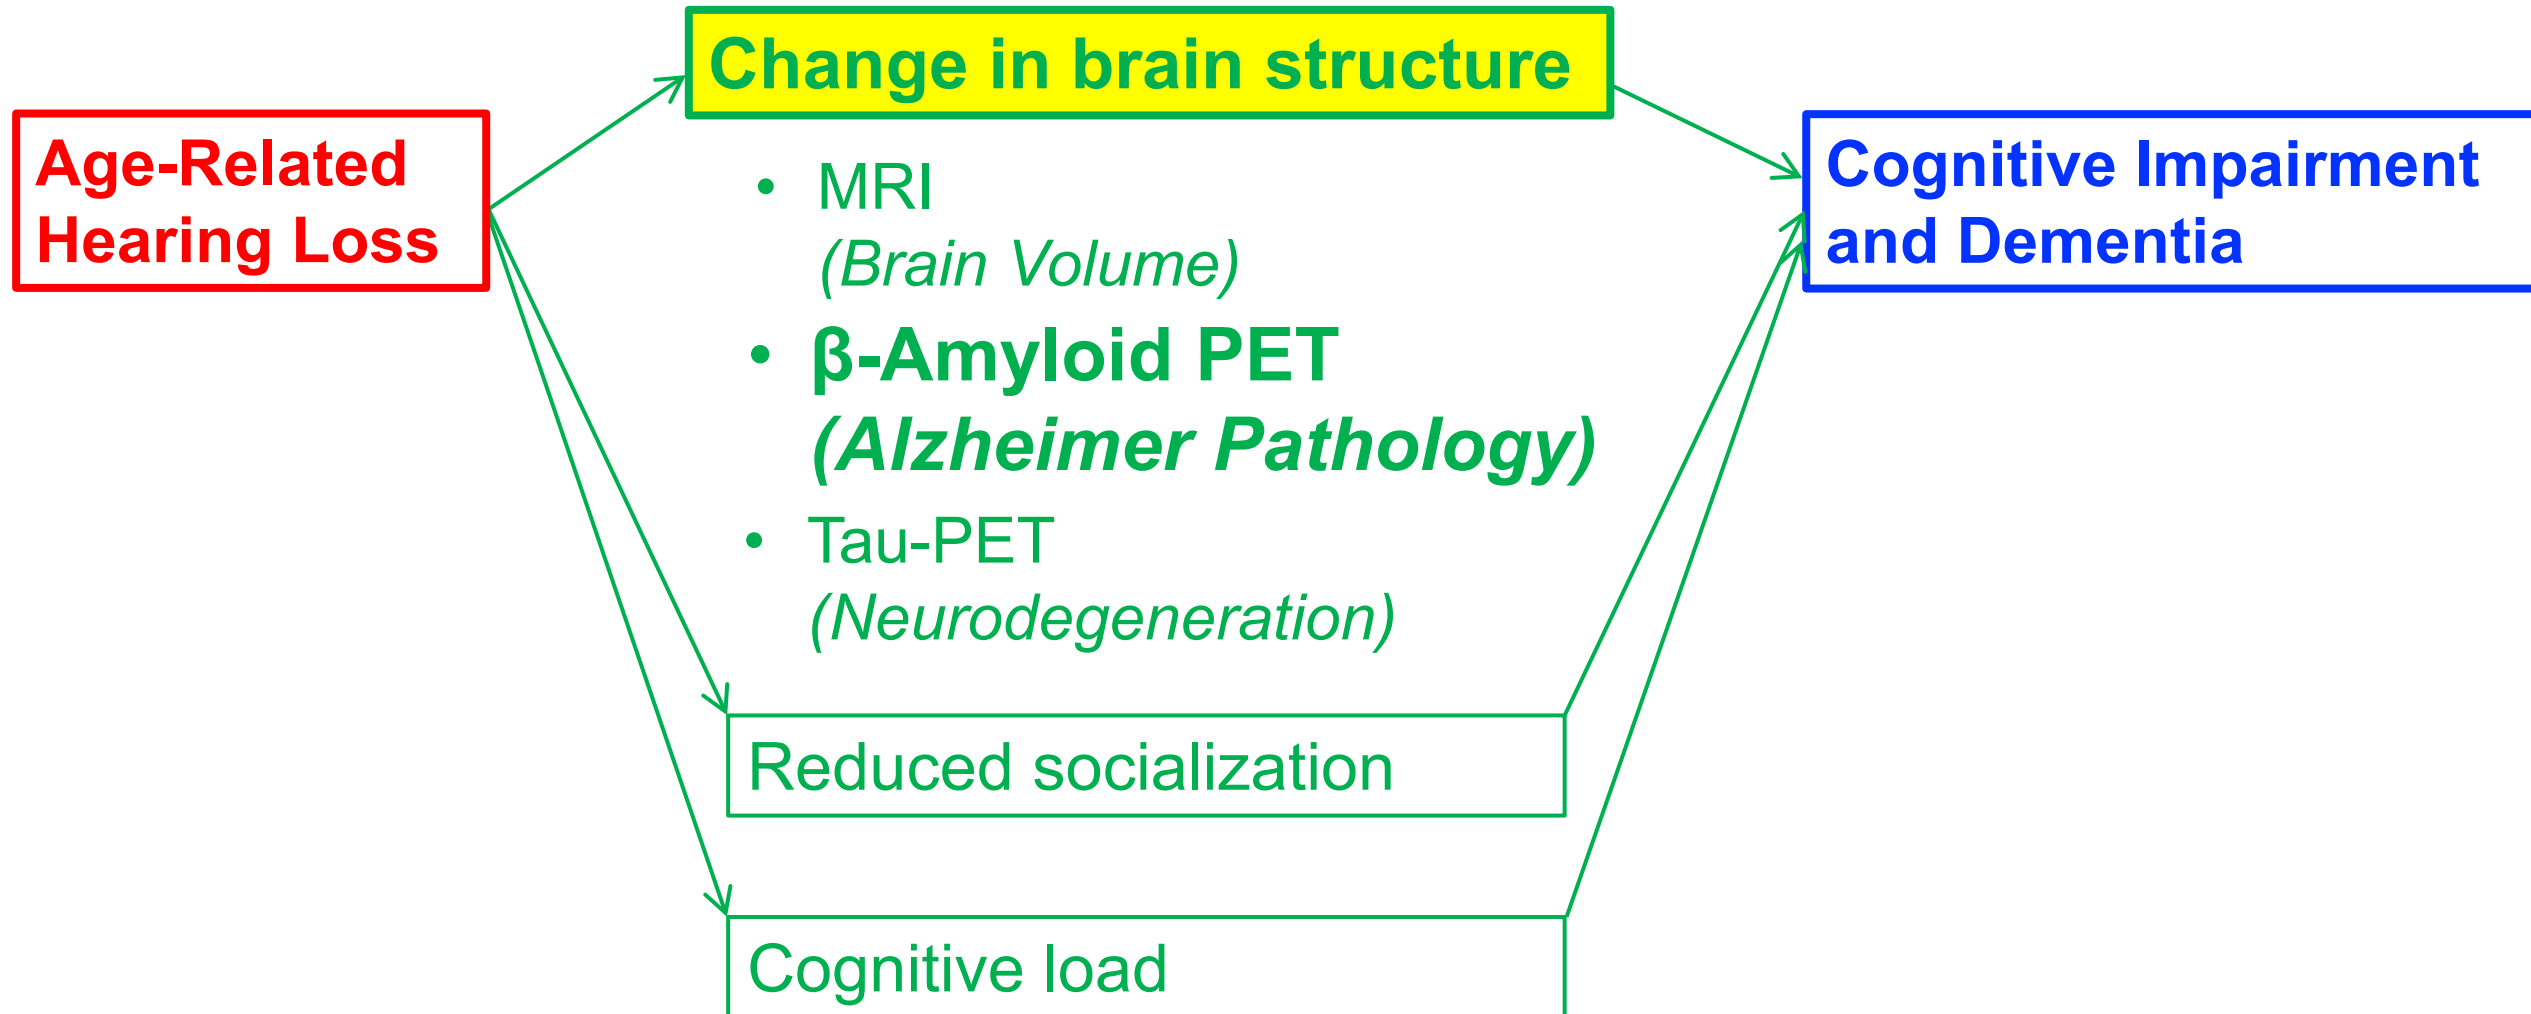 Change in brain structure
Age-Related
Hearing Loss
• MRI
(Brain Volume)
• β-Amyloid PET
(Alzheimer Pathology)
• Tau-PET
(Neurodegeneration)
Reduced socialization
Cognitive load
Cognitive Impairment
and Dementia